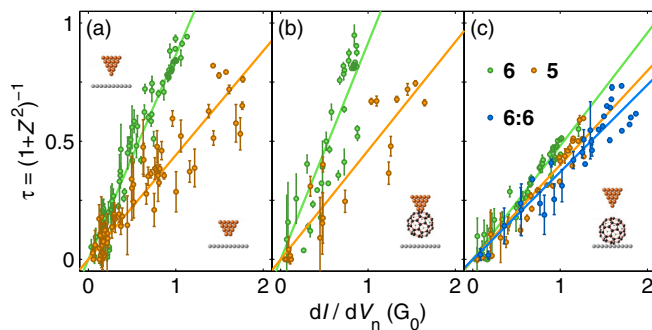 (a) (b) (c)
1
6 5
6:6
0.5
0
τ = (1+Z²)⁻¹
0 1 2 0 1 2 0 1 2
dI / dVₙ (G₀)